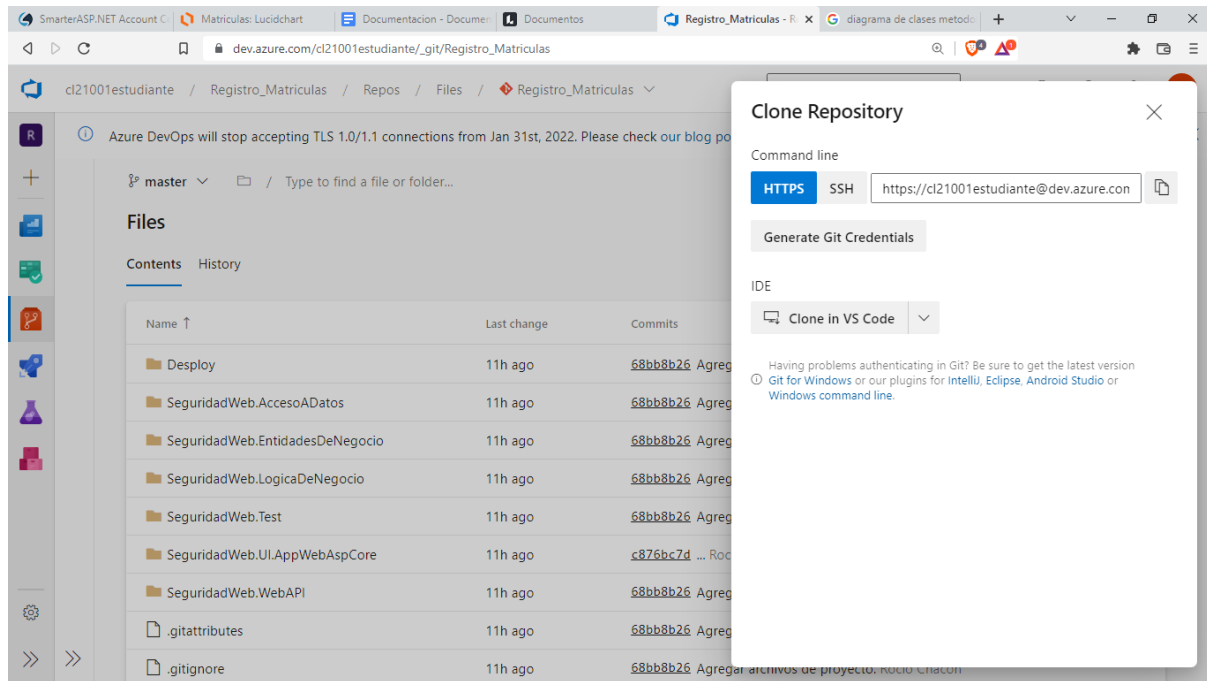 SmarterASP.NET Account C
Matriculas: Lucidchart
Documentacion - Documen
Documentos
Registro_Matriculas - R
diagrama de clases metodo
dev.azure.com/cl21001estudiante/_git/Registro_Matriculas
4
cl21001estudiante / Registro_Matriculas / Repos / Files / Registro_Matriculas
R
Azure DevOps will stop accepting TLS 1.0/1.1 connections from Jan 31st, 2022. Please check our blog po
master / Type to find a file or folder...
Files
Contents History
Name ↑ Last change Commits
Desploy 11h ago 68bb8b26 Agreg
SeguridadWeb.AccesoADatos 11h ago 68bb8b26 Agreg
SeguridadWeb.EntidadesDeNegocio 11h ago 68bb8b26 Agreg
SeguridadWeb.LogicaDeNegocio 11h ago 68bb8b26 Agreg
SeguridadWeb.Test 11h ago 68bb8b26 Agreg
SeguridadWeb.UI.AppWebAspCore 11h ago c876bc7d ... Roc
SeguridadWeb.WebAPI 11h ago 68bb8b26 Agreg
.gitattributes 11h ago 68bb8b26 Agreg
.gitignore 11h ago 68bb8b26 Agregar archivos de proyecto. Rocio Chacon
Clone Repository
Command line
HTTPS SSH https://cl21001estudiante@dev.azure.con
Generate Git Credentials
IDE
Clone in VS Code
Having problems authenticating in Git? Be sure to get the latest version
Git for Windows or our plugins for IntelliJ, Eclipse, Android Studio or
Windows command line.